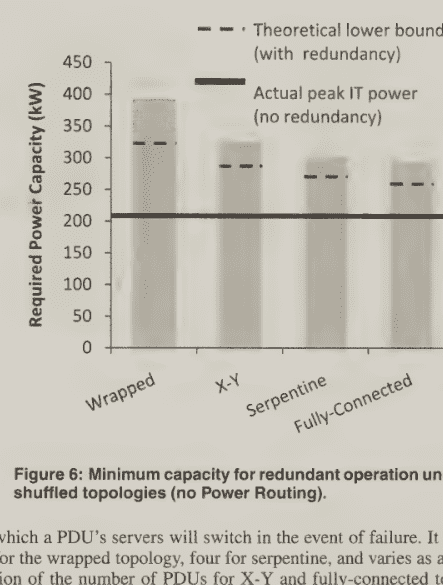 Theoretical lower bound
(with redundancy)
Actual peak IT power
(no redundancy)
Required Power Capacity (kW)
450
400
350
300
250
200
150
100
50
0
Wrapped
X-Y
Serpentine
Fully-Connected
Figure 6: Minimum capacity for redundant operation un
shuffled topologies (no Power Routing).
which a PDU's servers will switch in the event of failure. It
for the wrapped topology, four for serpentine, and varies as a
ion of the number of PDUs for X-Y and fully-connected to